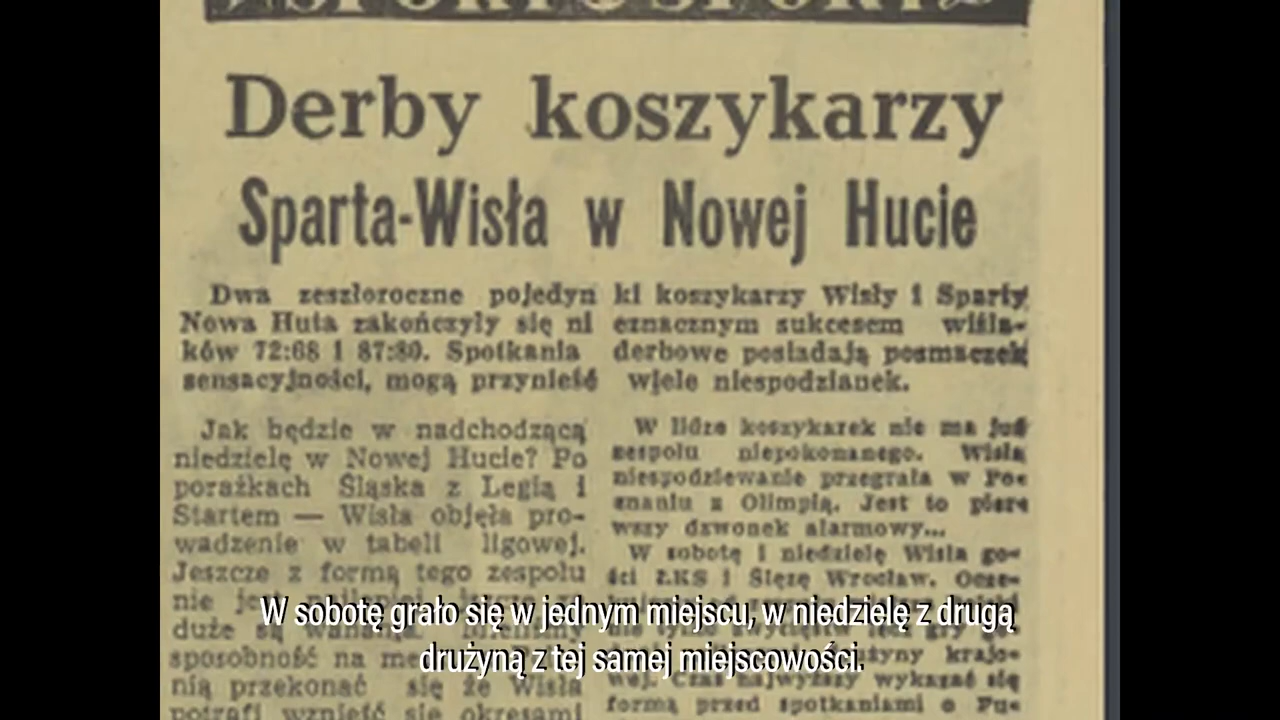 SPORT SPORT
Derby koszykarzy
Sparta-Wisła w Nowej Hucie
Dwa zeszłoroczne pojedyn ki koszykarzy Wisły i Sparty
Nowa Huta zakończyły się ni eznacznym sukcesem wiśla-
ków 72:68 i 87:80. Spotkania derbowe posiadają posmaczek
sensacyjności, mogą przynieść wiele niespodzianek.
Jak będzie w nadchodzącą
niedzielę w Nowej Hucie? Po
porażkach Śląska z Legią i
Startem — Wisła objęła pro-
wadzenie w tabeli ligowej.
Jeszcze z formą tego zespołu
nie
duże są
sposobność na
nią przekonać się że Wisła
potrafi wznieść się okresami
W lidze koszykarek nie ma już
zespołu niepokonanego. Wisła
niespodziewanie przegrała w Po-
znaniu z Olimpią. Jest to pierw
wszy dzwonek alarmowy...
W sobotę i niedzielę Wisła go-
ści ŁKS i Ślęzę Wrocław. Ocze-
krajo-
wej. Czas najwyższy wykazać się
formą przed spotkaniami o Pu-
W sobotę grało się w jednym miejscu, w niedzielę z drugą
drużyną z tej samej miejscowości.